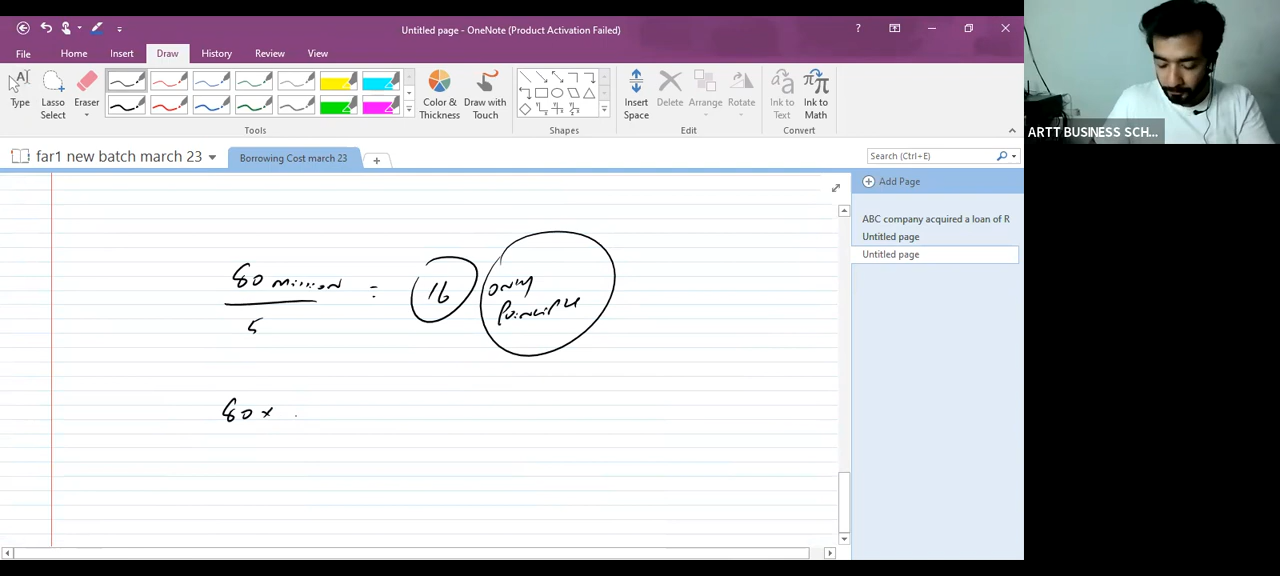 Untitled page - OneNote (Product Activation Failed)
?
File
Home
Insert
Draw
History
Review
View
Type
Lasso
Select
Eraser
Color &
Thickness
Draw with
Touch
Insert
Space
Delete
Arrange
Rotate
Ink to
Text
Ink to
Math
Tools
Shapes
Edit
Convert
ARTT BUSINESS SCH...
far1 new batch march 23
Borrowing Cost march 23
Search (Ctrl+E)
Add Page
ABC company acquired a loan of R
Untitled page
Untitled page
80 million = 16 only
Principle
5
80 ×